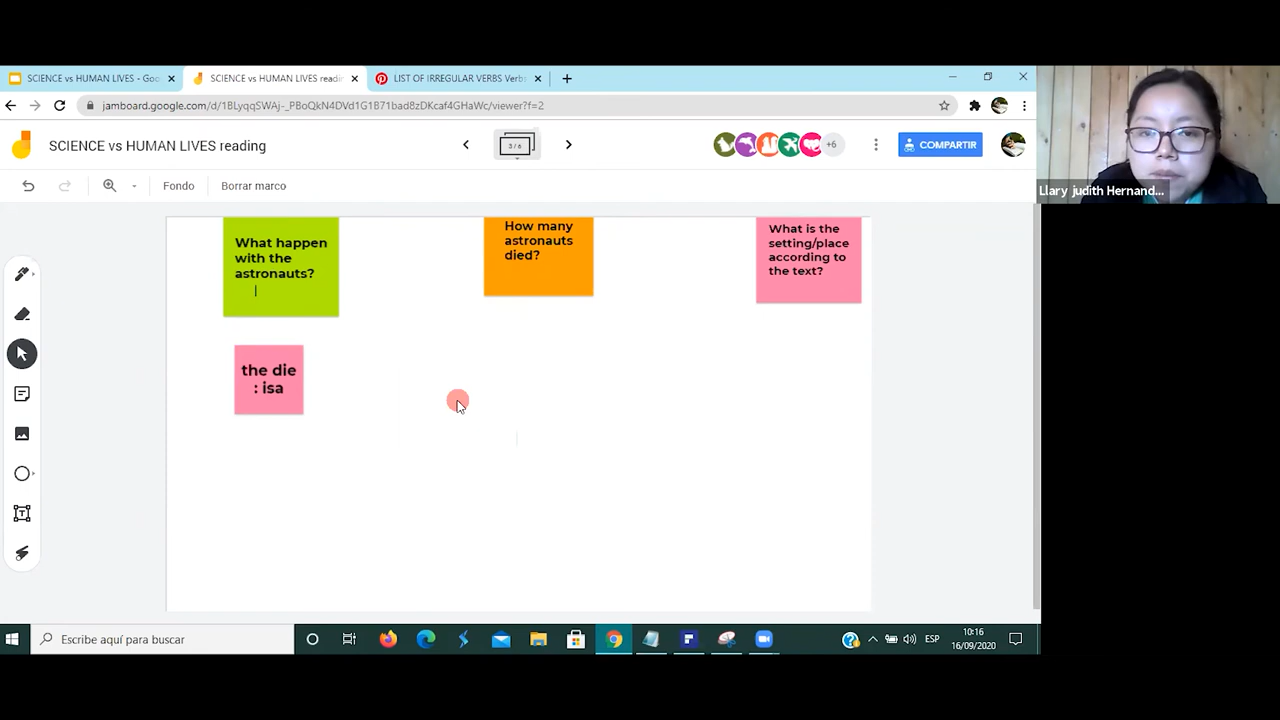 SCIENCE vs HUMAN LIVES - Goo
SCIENCE vs HUMAN LIVES readi
LIST OF IRREGULAR VERBS Verbs
jamboard.google.com/d/1BLyqqSWAj-_PBoQkN4DVd1G1B71bad8zDKcaf4GHaWc/viewer?f=2
SCIENCE vs HUMAN LIVES reading
3 / 6
+6
COMPARTIR
Llary judith Hernand...
Fondo
Borrar marco
What happen
with the
astronauts?
How many
astronauts
died?
What is the
setting/place
according to
the text?
the die
: isa
Escribe aquí para buscar
ESP
10:16
16/09/2020